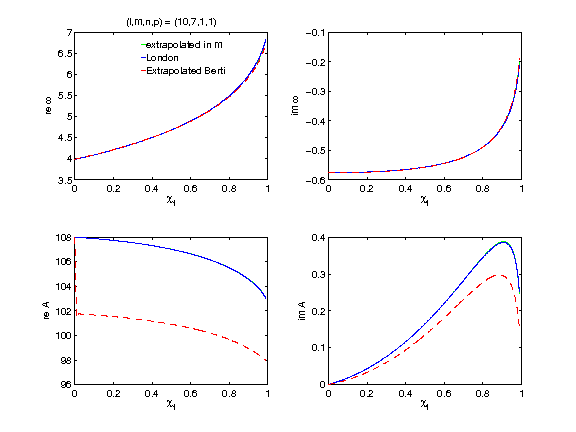 (l,m,n,p) = (10,7,1,1)
7
6.5
6
5.5
5
4.5
4
3.5
re ω
extrapolated in M
London
Extrapolated Berti
0 0.2 0.4 0.6 0.8 1
χf
-0.1
-0.2
-0.3
-0.4
-0.5
-0.6
im ω
0 0.2 0.4 0.6 0.8 1
χf
108
106
104
102
100
98
96
re A
0 0.2 0.4 0.6 0.8 1
χf
0.4
0.3
0.2
0.1
0
im A
0 0.2 0.4 0.6 0.8 1
χf